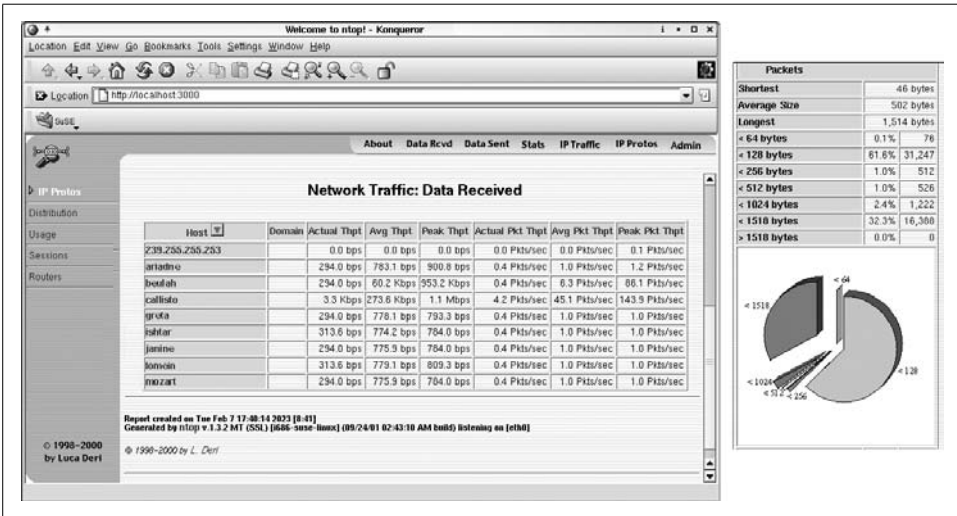 Welcome to ntop! - Konqueror
Location Edit View Go Bookmarks Tools Settings Window Help
Location http://localhost:3000
SuSE
About Data Rcvd Data Sent Stats IP Traffic IP Protos Admin
IP Protos
Distribution
Usage
Sessions
Routers
© 1998-2000
by Luca Deri
Network Traffic: Data Received
Host Domain Actual Thpt Avg Thpt Peak Thpt Actual Pkt Thpt Avg Pkt Thpt Peak Pkt Thpt
239.255.255.253 0.0 bps 0.0 bps 0.0 bps 0.0 Pkts/sec 0.0 Pkts/sec 0.1 Pkts/sec
ariadne 294.0 bps 783.1 bps 900.8 bps 0.4 Pkts/sec 1.0 Pkts/sec 1.2 Pkts/sec
beulah 294.0 bps 60.2 Kbps 953.2 Kbps 0.4 Pkts/sec 6.3 Pkts/sec 86.1 Pkts/sec
callisto 3.3 Kbps 273.6 Kbps 1.1 Mbps 4.2 Pkts/sec 45.1 Pkts/sec 143.9 Pkts/sec
greta 294.0 bps 778.1 bps 793.3 bps 0.4 Pkts/sec 1.0 Pkts/sec 1.0 Pkts/sec
ishtar 313.6 bps 774.2 bps 784.0 bps 0.4 Pkts/sec 1.0 Pkts/sec 1.0 Pkts/sec
janine 294.0 bps 775.9 bps 784.0 bps 0.4 Pkts/sec 1.0 Pkts/sec 1.0 Pkts/sec
313.6 bps 779.1 bps 809.3 bps 0.4 Pkts/sec 1.0 Pkts/sec 1.0 Pkts/sec
mozart 294.0 bps 775.9 bps 784.0 bps 0.4 Pkts/sec 1.0 Pkts/sec 1.0 Pkts/sec
Report created on Tue Feb 7 17:40:14 2023 [8:41]
Generated by ntop v.1.3.2 MT (SSL) [i686-suse-linux] (09/24/01 02:43:10 AM build) listening on [eth0]
© 1998-2000 by L. Deri
Packets
Shortest 46 bytes
Average Size 502 bytes
Longest 1,514 bytes
< 64 bytes 0.1% 76
< 128 bytes 61.6% 31,247
< 256 bytes 1.0% 512
< 512 bytes 1.0% 526
< 1024 bytes 2.4% 1,222
< 1518 bytes 32.3% 16,388
> 1518 bytes 0.0% 0
< 64
< 1518
< 128
< 1024
< 512
< 256